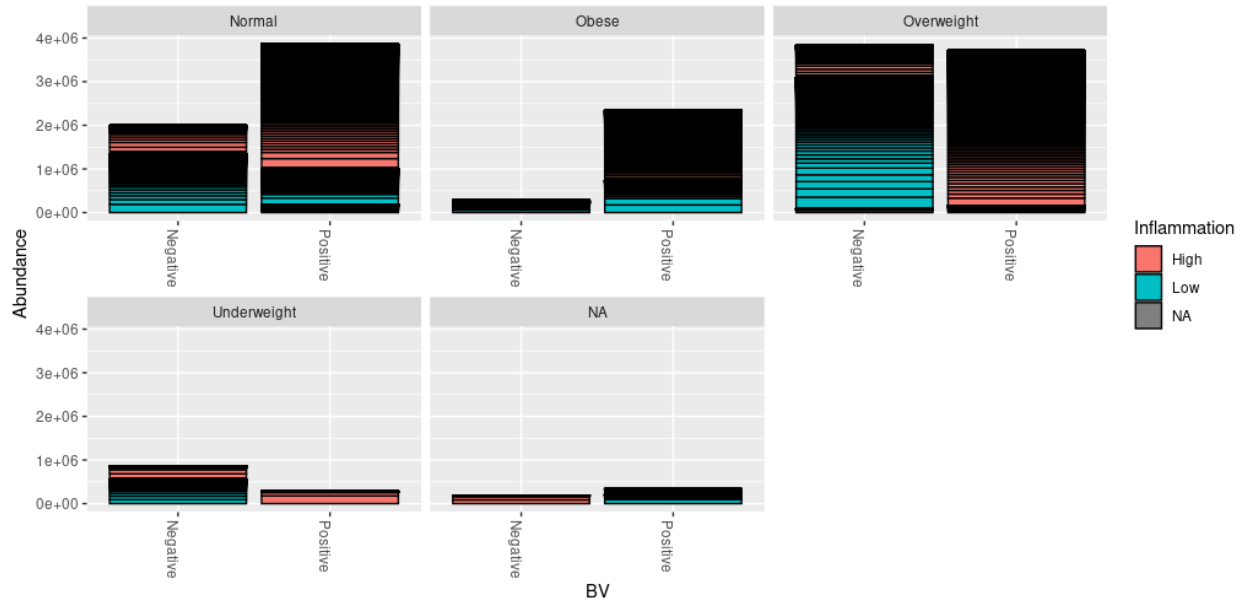 Normal
Obese
Overweight
4e+06
3e+06
2e+06
1e+06
0e+00
Negative
Positive
Negative
Positive
Negative
Positive
Abundance
Underweight
NA
4e+06
3e+06
2e+06
1e+06
0e+00
Negative
Positive
Negative
Positive
BV
Inflammation
High
Low
NA